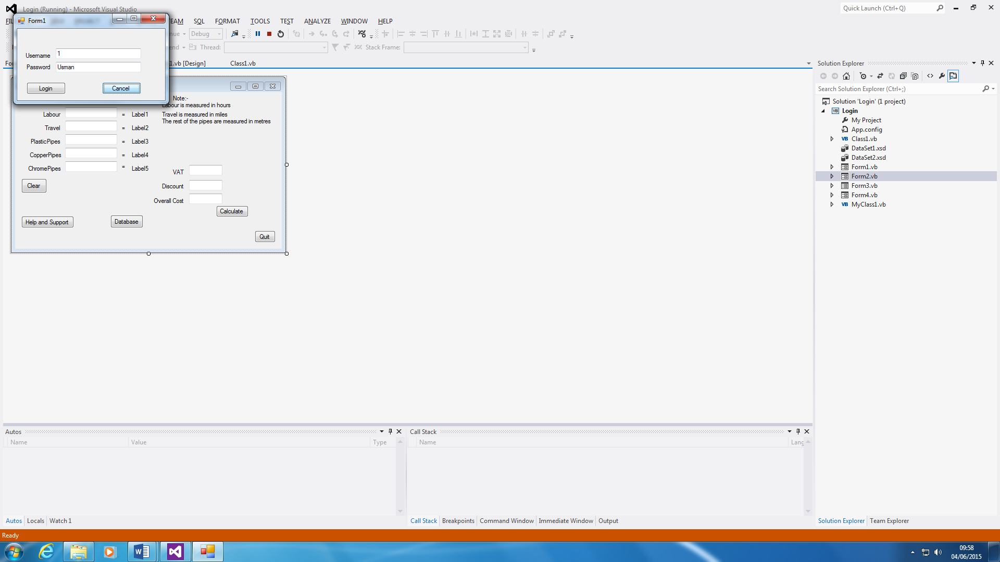 Login (Running) - Microsoft Visual Studio
Quick Launch (Ctrl+Q)
Form1
SQL FORMAT TOOLS TEST ANALYZE WINDOW HELP
Debug
Thread: Stack Frame:
[Design] Class1.vb
Username 1
Password Usman
Login Cancel
Note:-
Labour is measured in hours
Labour = Label1 Travel is measured in miles
The rest of the pipes are measured in metres
Travel = Label2
PlasticPipes = Label3
CopperPipes = Label4
ChromePipes = Label5
VAT
Clear
Discount
Overall Cost
Calculate
Help and Support Database
Quit
Solution Explorer
Search Solution Explorer (Ctrl+;)
Solution 'Login' (1 project)
VB Login
My Project
App.config
VB Class1.vb
DataSet1.xsd
DataSet2.xsd
Form1.vb
Form2.vb
Form3.vb
Form4.vb
VB MyClass1.vb
Autos
Name Value Type
Call Stack
Name Lang
Autos Locals Watch 1
Call Stack Breakpoints Command Window Immediate Window Output
Solution Explorer Team Explorer
Ready
09:58
04/06/2015